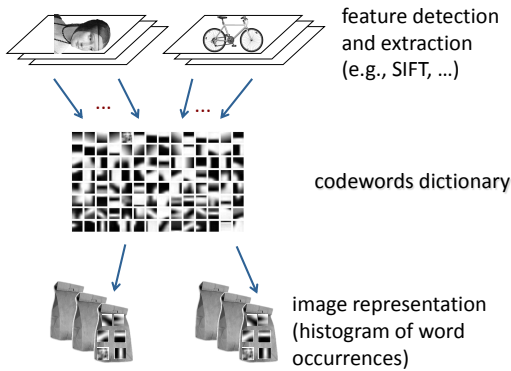 feature detection
and extraction
(e.g., SIFT, …)
...
...
codewords dictionary
image representation
(histogram of word
occurrences)